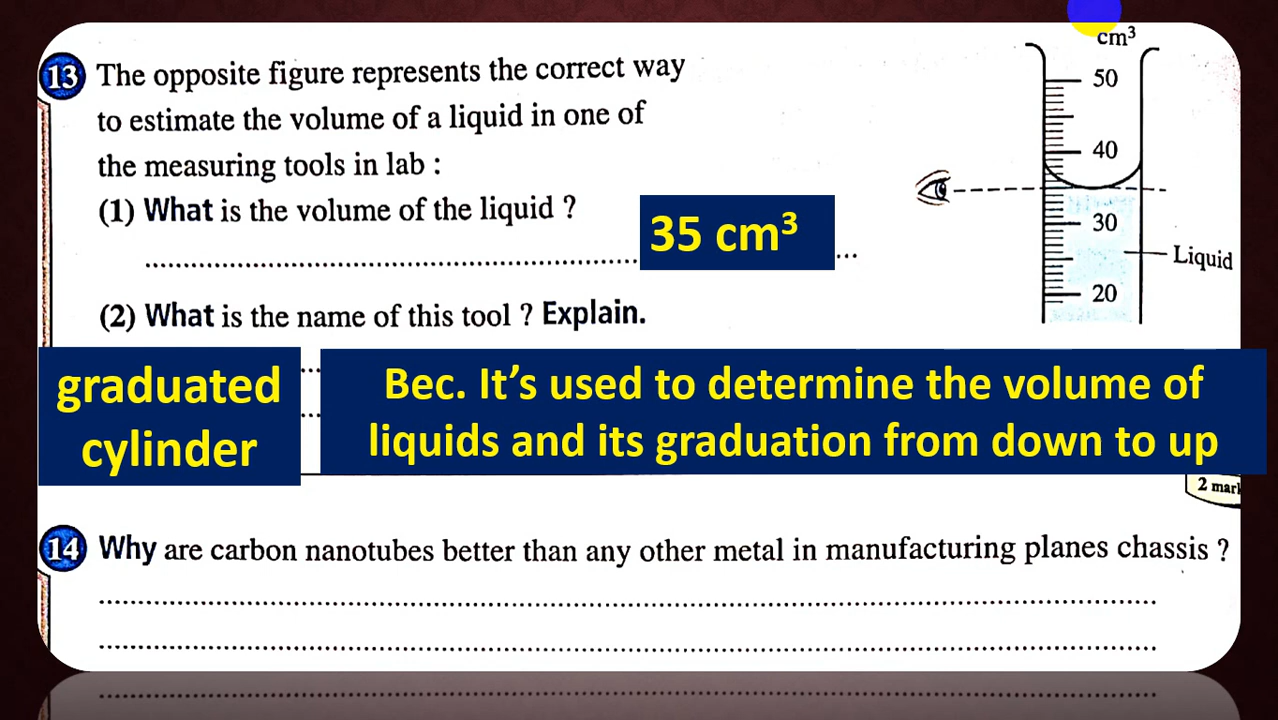 13 The opposite figure represents the correct way
to estimate the volume of a liquid in one of
the measuring tools in lab :
(1) What is the volume of the liquid ?
35 cm³
(2) What is the name of this tool ? Explain.
graduated
cylinder
Bec. It's used to determine the volume of
liquids and its graduation from down to up
cm³
50
40
30
Liquid
20
2 mark
14 Why are carbon nanotubes better than any other metal in manufacturing planes chassis ?